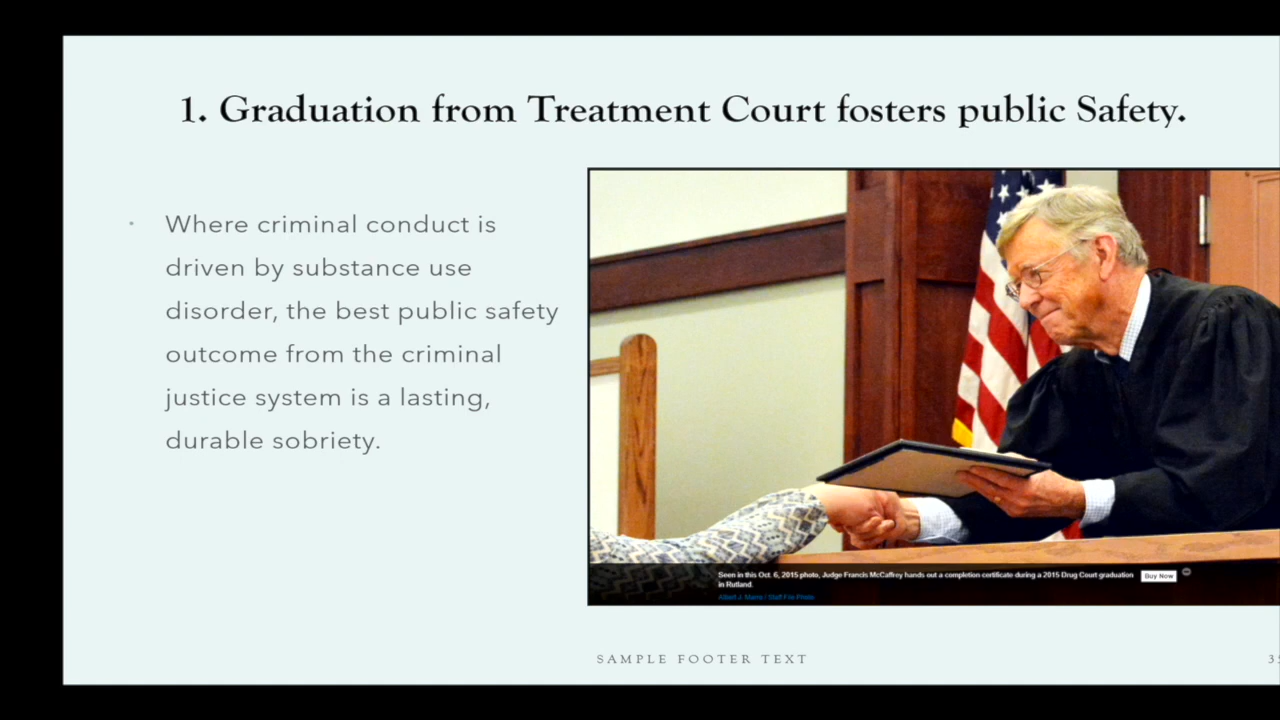 1. Graduation from Treatment Court fosters public Safety.
Where criminal conduct is
driven by substance use
disorder, the best public safety
outcome from the criminal
justice system is a lasting,
durable sobriety.
Seen in this Oct. 6, 2015 photo, Judge Francis McCaffrey hands out a completion certificate during a 2015 Drug Court graduation
in Rutland.
Buy Now
Albert J. Marro / Staff File Photo
SAMPLE FOOTER TEXT